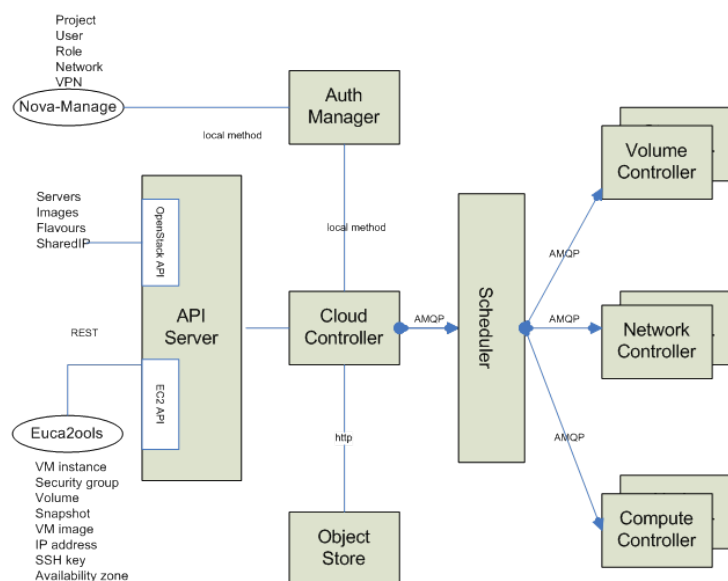 Project
User
Role
Network
VPN
Nova-Manage
local method
Auth
Manager
Volume
Controller
Servers
Images
Flavours
SharedIP
OpenStack API
local method
AMQP
REST
API
Server
Cloud
Controller
AMQP
Scheduler
AMQP
Network
Controller
EC2 API
Euca2ools
http
AMQP
VM instance
Security group
Volume
Snapshot
VM image
IP address
SSH key
Availability zone
Object
Store
Compute
Controller